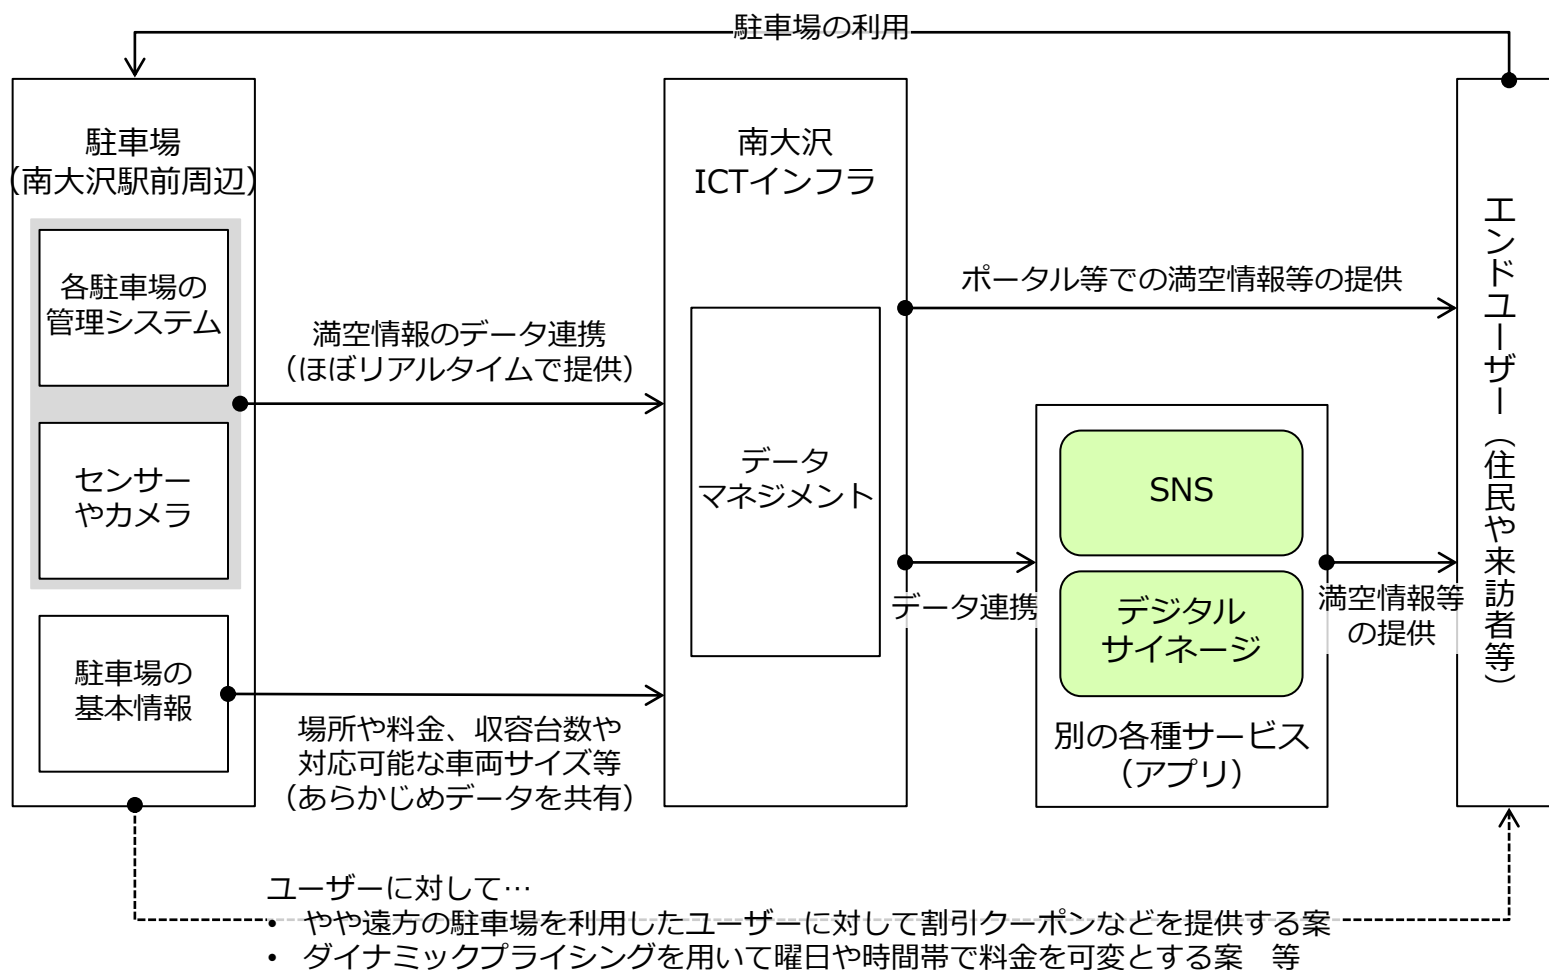 駐車場の利用
駐車場
（南大沢駅前周辺）
各駐車場の
管理システム
センサー
やカメラ
駐車場の
基本情報
満空情報のデータ連携
（ほぼリアルタイムで提供）
場所や料金、収容台数や
対応可能な車両サイズ等
（あらかじめデータを共有）
南大沢
ICTインフラ
データ
マネジメント
ポータル等での満空情報等の提供
データ連携
SNS
デジタル
サイネージ
別の各種サービス
（アプリ）
満空情報等
の提供
エンドユーザー（住民や来訪者等）
ユーザーに対して…
• やや遠方の駐車場を利用したユーザーに対して割引クーポンなどを提供する案
• ダイナミックプライシングを用いて曜日や時間帯で料金を可変とする案　等